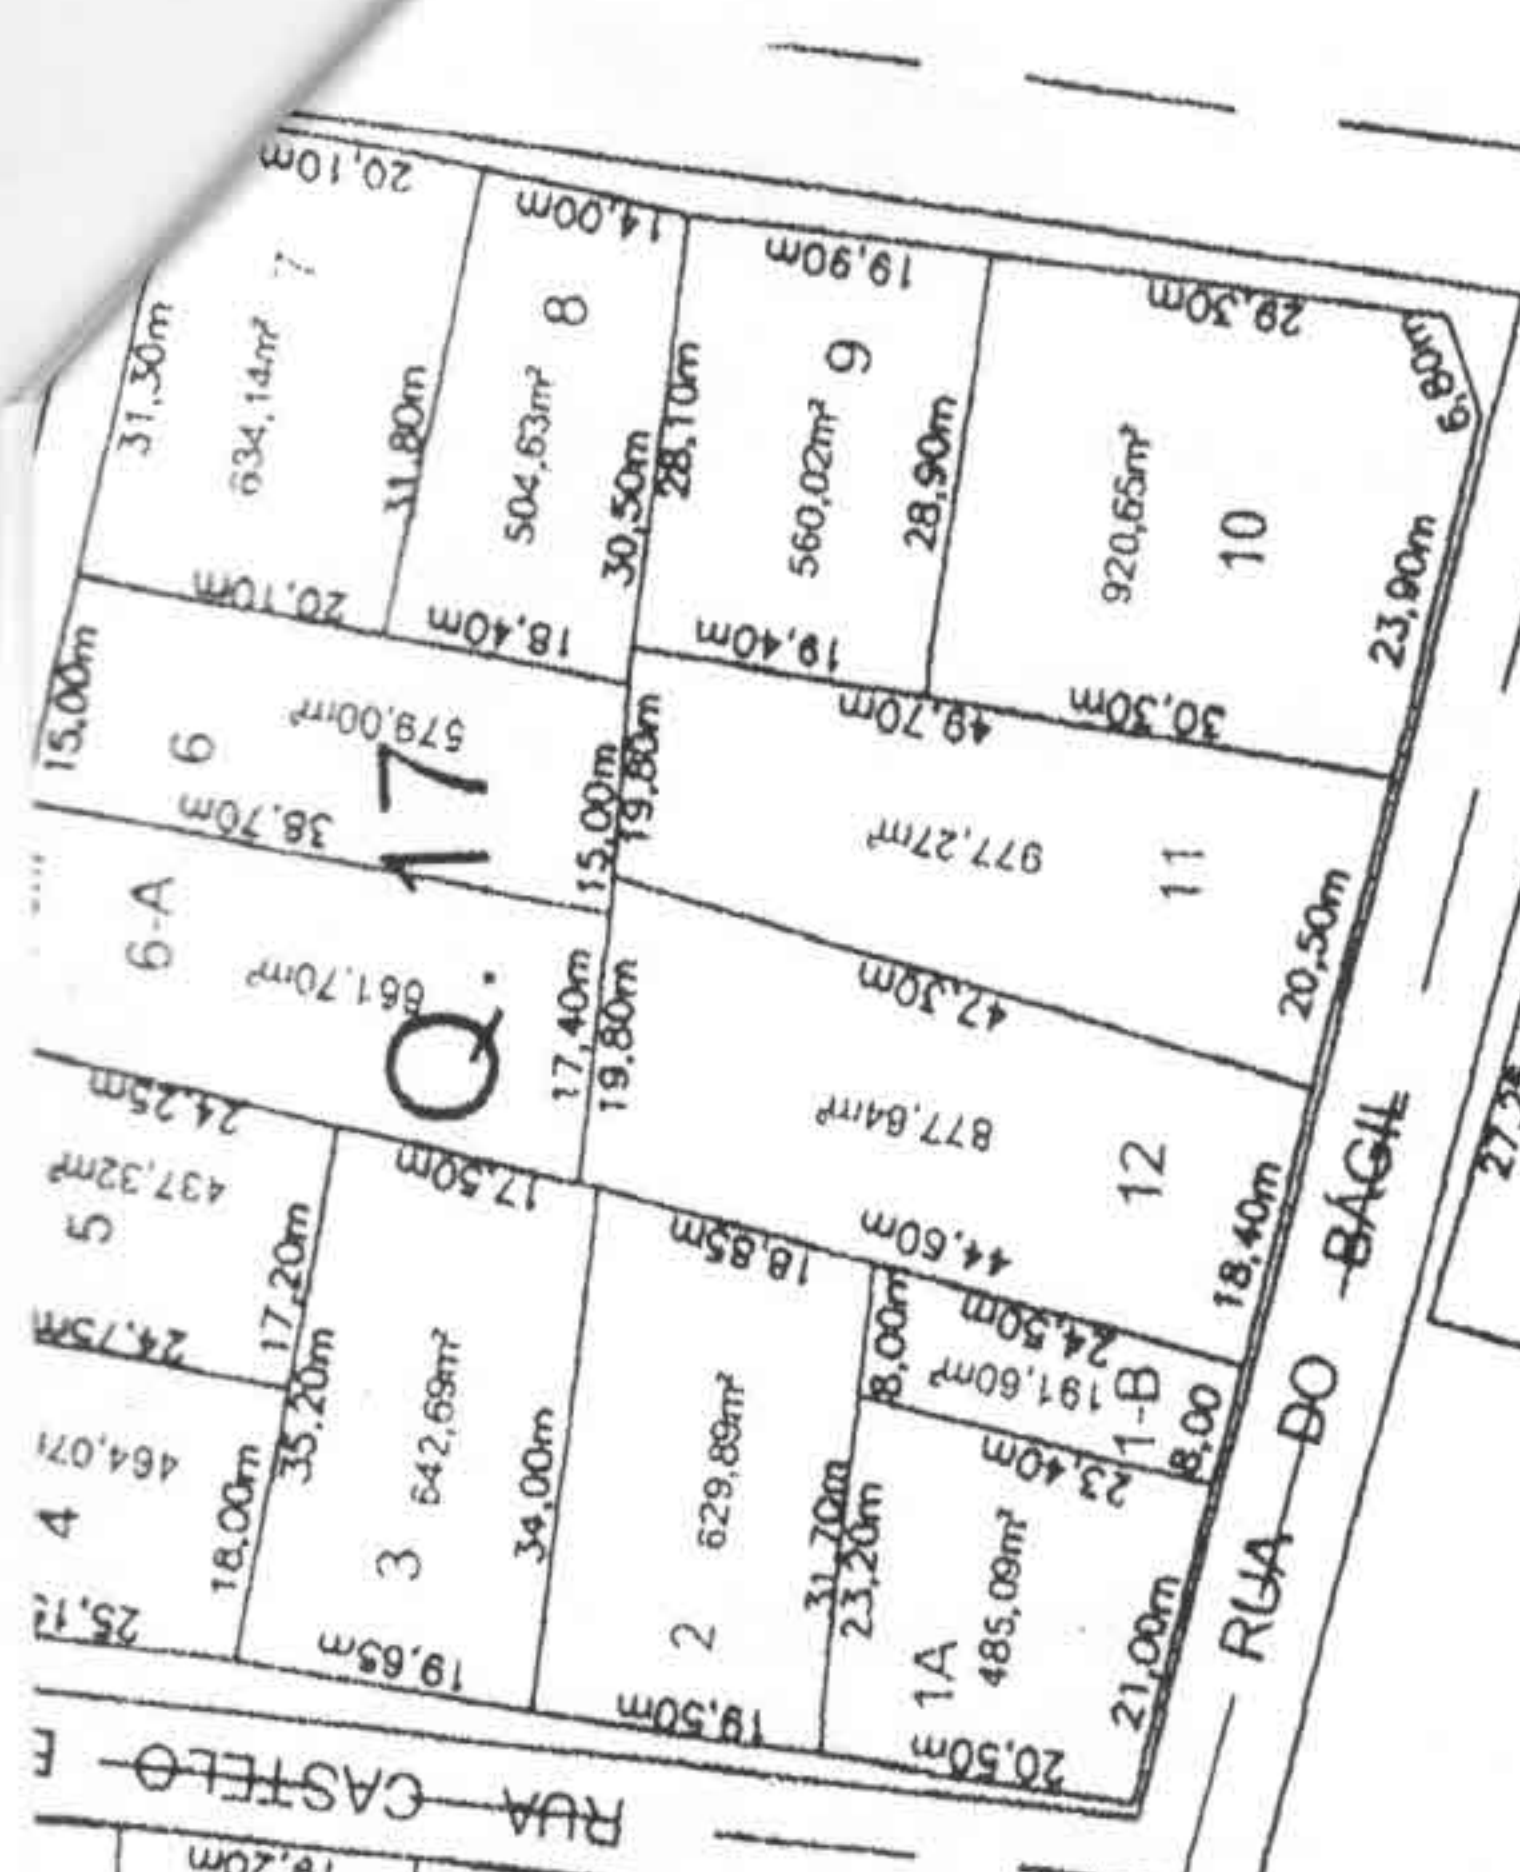 20,10m
14,00m
19,90m
29,30m
6,80m
31,30m
634,14m²
7
31,80m
504,63m²
8
30,50m
28,10m
560,02m²
9
28,90m
920,65m²
10
23,90m
20,10m
18,40m
19,40m
49,70m
30,30m
15,00m
6
579,00m²
38,70m
15,00m
19,80m
977,27m²
11
20,50m
Q. 17
6-A
661,70m²
17,40m
19,80m
47,30m
877,64m²
12
18,40m
24,25m
17,50m
18,85m
44,60m
437,32m²
5
17,20m
24,75m
8,00m
24,50m
191,60m²
1-B
8,00
23,40m
4
18,00m
35,20m
642,69m²
3
34,00m
629,89m²
2
31,70m
23,20m
485,09m²
1A
21,00m
19,65m
19,50m
20,50m
RUA DO BÁGIL
RUA CASTELO